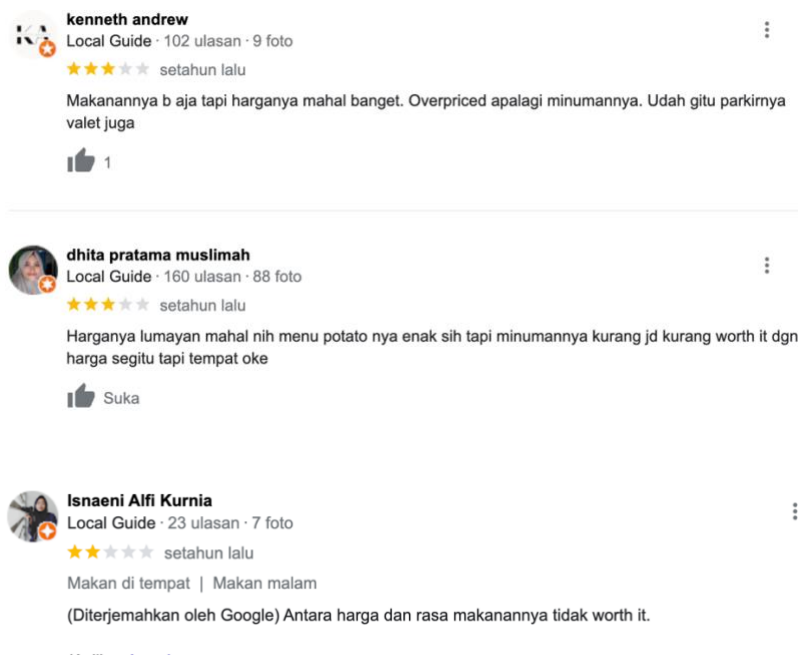 kenneth andrew
Local Guide · 102 ulasan · 9 foto
setahun lalu
Makanannya b aja tapi harganya mahal banget. Overpriced apalagi minumannya. Udah gitu parkirnya
valet juga
1
dhita pratama muslimah
Local Guide · 160 ulasan · 88 foto
setahun lalu
Harganya lumayan mahal nih menu potato nya enak sih tapi minumannya kurang jd kurang worth it dgn
harga segitu tapi tempat oke
Suka
Isnaeni Alfi Kurnia
Local Guide · 23 ulasan · 7 foto
setahun lalu
Makan di tempat | Makan malam
(Diterjemahkan oleh Google) Antara harga dan rasa makanannya tidak worth it.